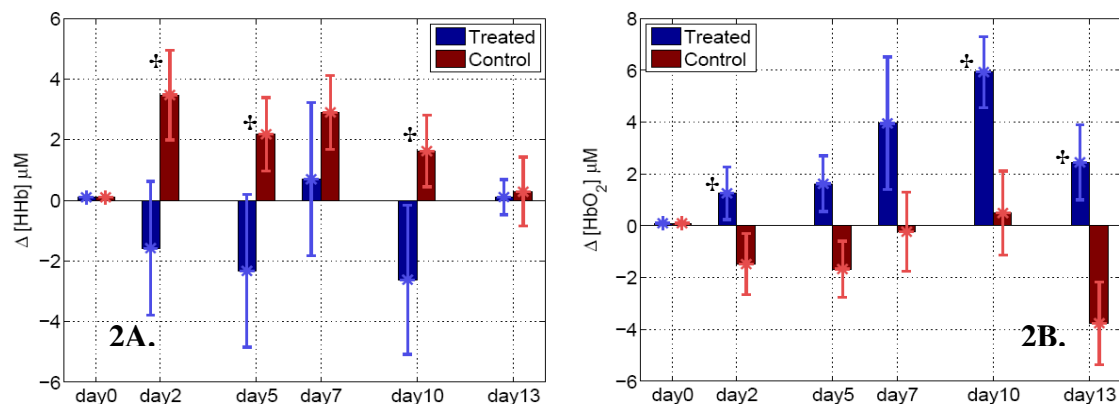 6
4
2
0
−2
−4
−6
Δ [HHb] μM
Treated
Control
✢
✢
✢
2A.
day0 day2 day5 day7 day10 day13
8
6
4
2
0
−2
−4
−6
Δ [HbO₂] μM
Treated
Control
✢
✢
✢
2B.
day0 day2 day5 day7 day10 day13